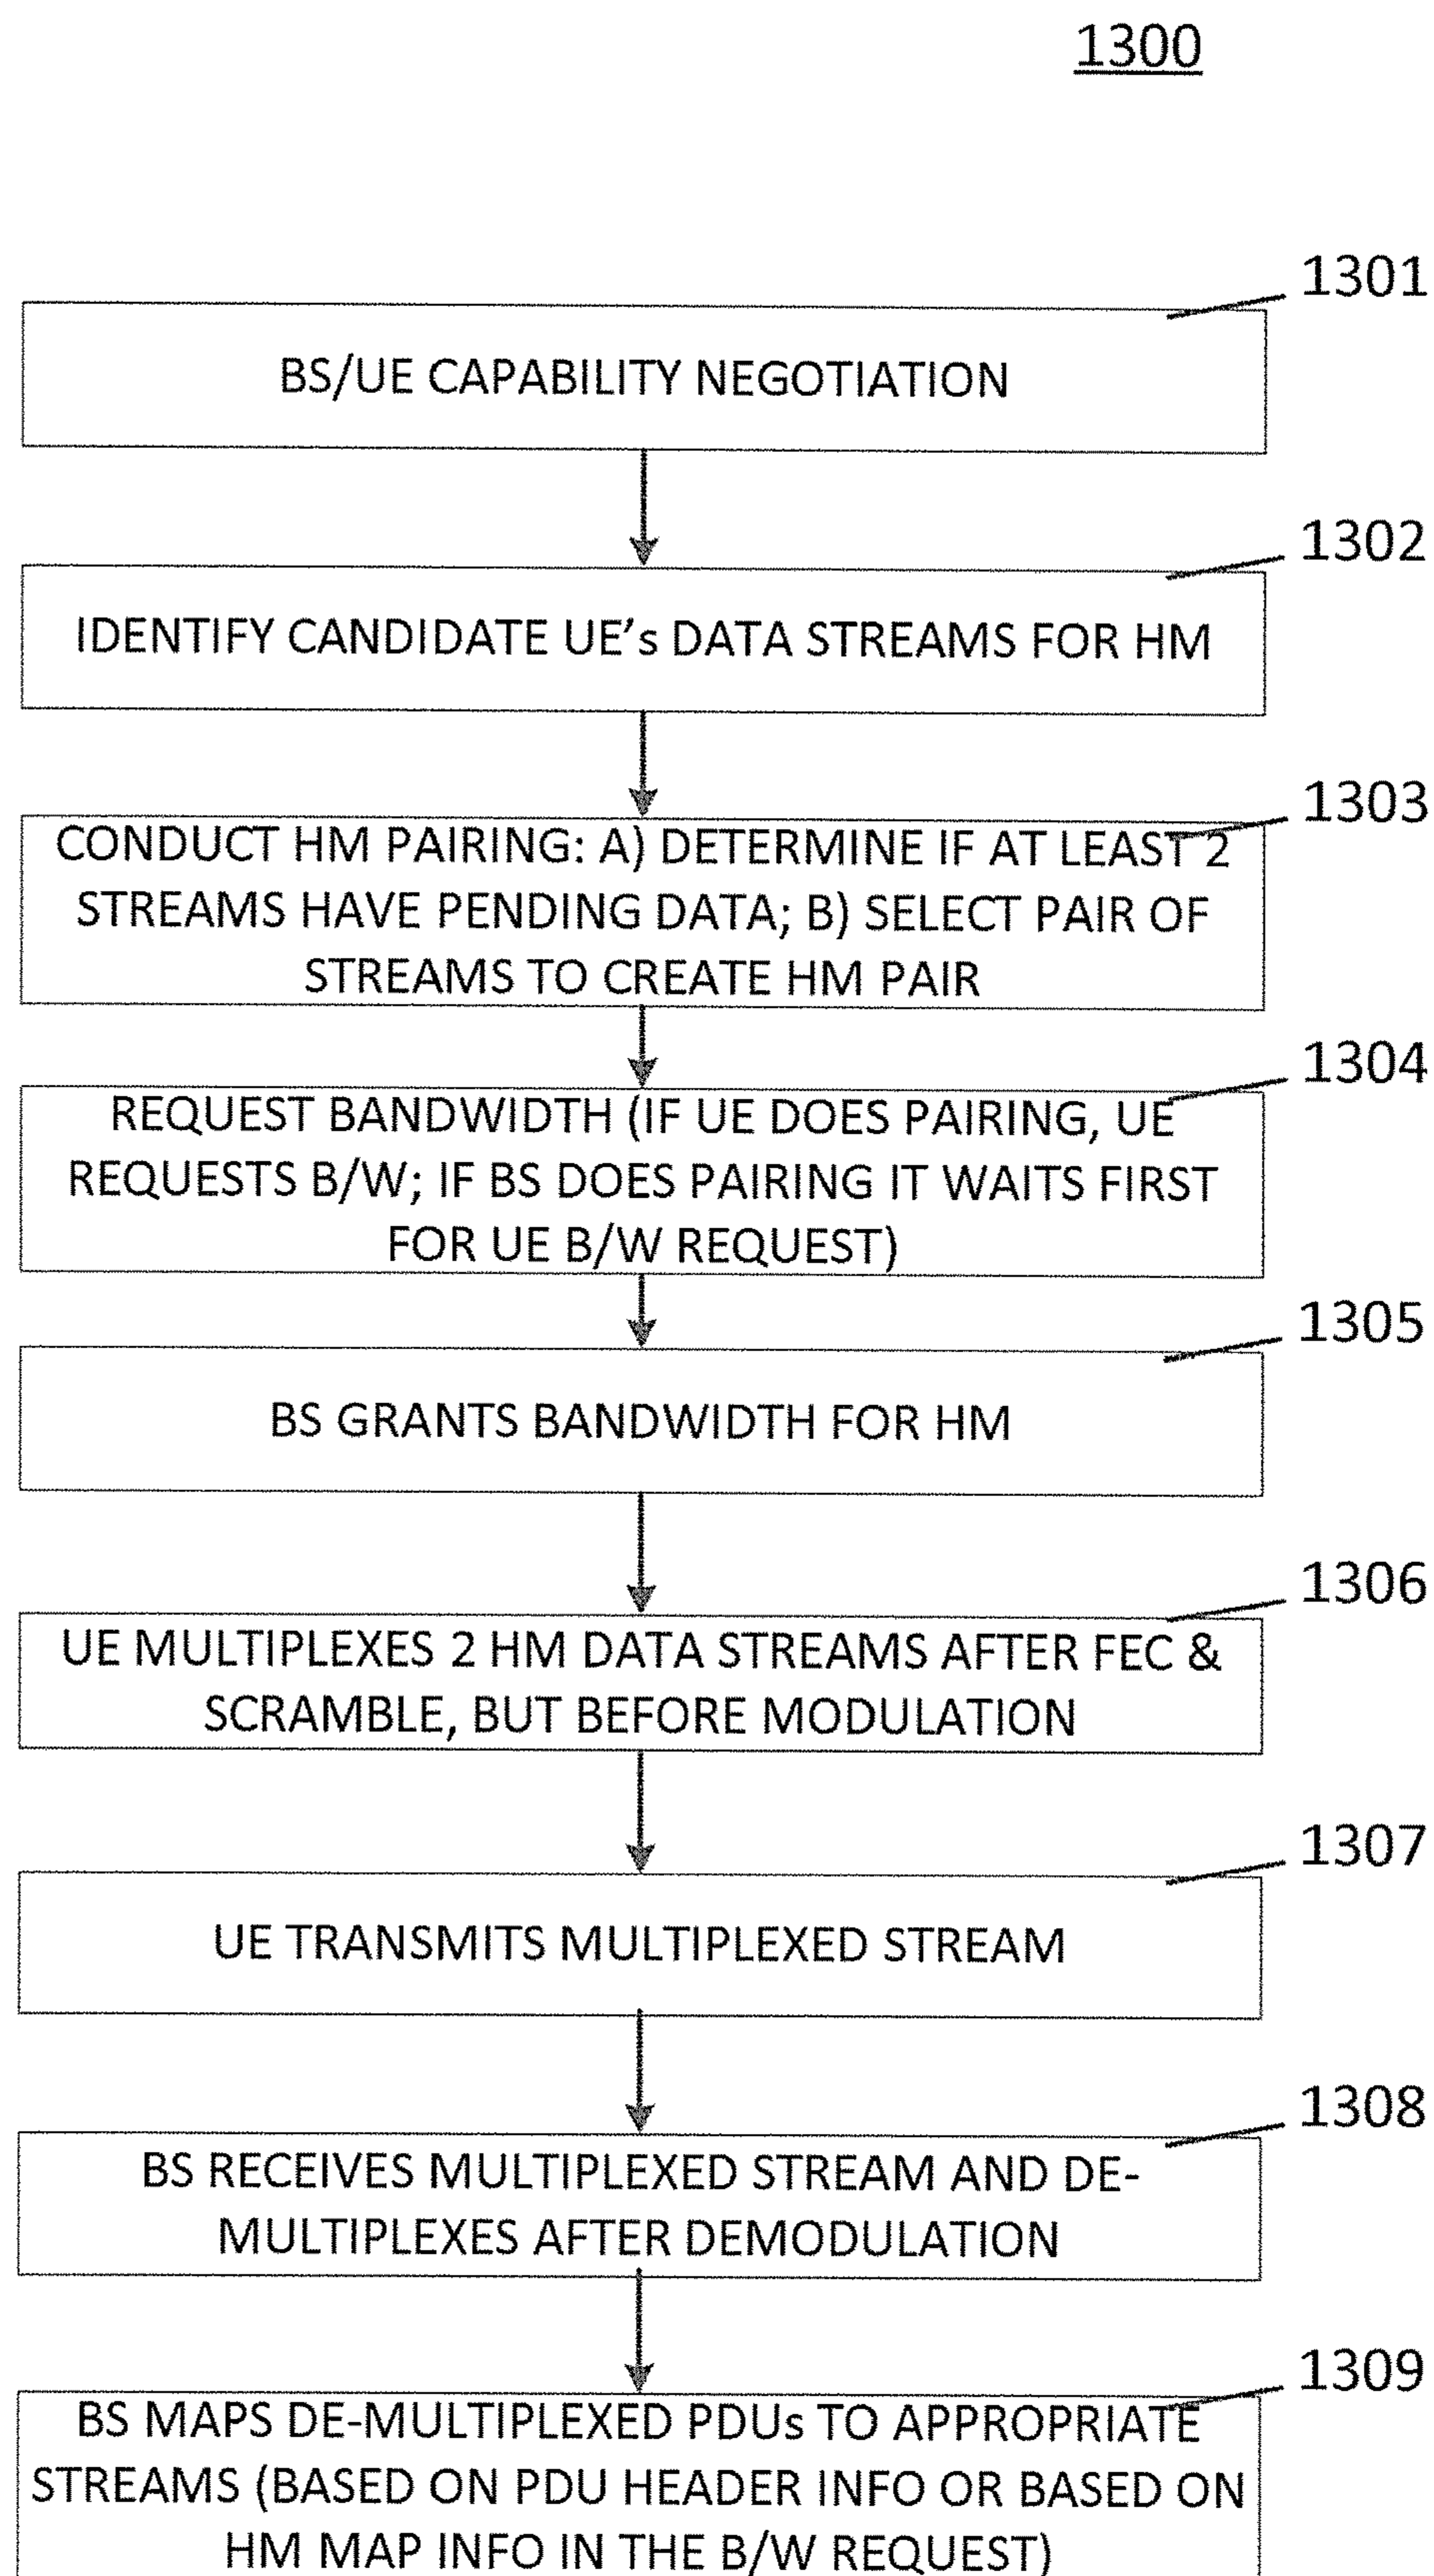 1300
1301
BS/UE CAPABILITY NEGOTIATION
1302
IDENTIFY CANDIDATE UE's DATA STREAMS FOR HM
1303
CONDUCT HM PAIRING: A) DETERMINE IF AT LEAST 2
STREAMS HAVE PENDING DATA; B) SELECT PAIR OF
STREAMS TO CREATE HM PAIR
1304
REQUEST BANDWIDTH (IF UE DOES PAIRING, UE
REQUESTS B/W; IF BS DOES PAIRING IT WAITS FIRST
FOR UE B/W REQUEST)
1305
BS GRANTS BANDWIDTH FOR HM
1306
UE MULTIPLEXES 2 HM DATA STREAMS AFTER FEC &
SCRAMBLE, BUT BEFORE MODULATION
1307
UE TRANSMITS MULTIPLEXED STREAM
1308
BS RECEIVES MULTIPLEXED STREAM AND DE-
MULTIPLEXES AFTER DEMODULATION
1309
BS MAPS DE-MULTIPLEXED PDUs TO APPROPRIATE
STREAMS (BASED ON PDU HEADER INFO OR BASED ON
HM MAP INFO IN THE B/W REQUEST)